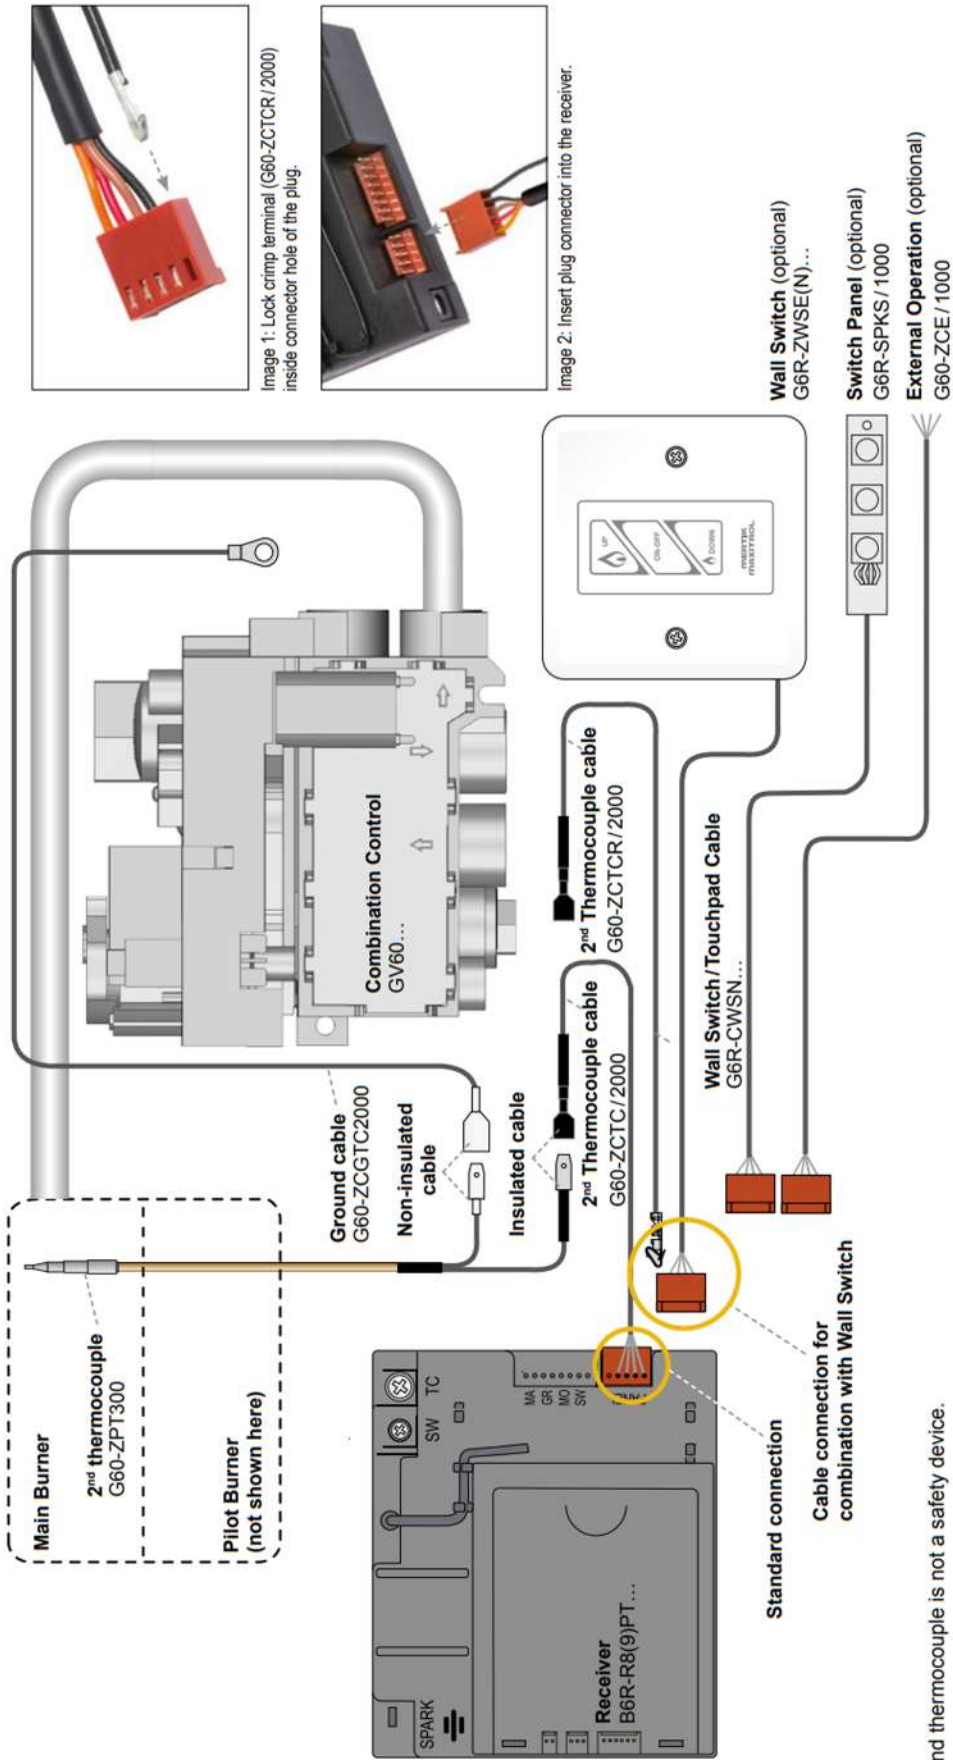 Main Burner
2nd thermocouple
G60-ZPT300
Pilot Burner
(not shown here)
Ground cable
G60-ZCGTC2000
Non-insulated
cable
Insulated cable
Combination Control
GV60...
2nd Thermocouple cable
G60-ZCTC/2000
2nd Thermocouple cable
G60-ZCTCR/2000
Image 1: Lock crimp terminal (G60-ZCTCR/2000)
inside connector hole of the plug.
Image 2: Insert plug connector into the receiver.
SPARK
SW
TC
MA
GR
MO
SW
Receiver
B6R-R8(9)PT...
Standard connection
Cable connection for
combination with Wall Switch
Wall Switch/Touchpad Cable
G6R-CWSN...
UP
ON-OFF
DOWN
MERTIK
MAXITROL
Wall Switch (optional)
G6R-ZWSE(N)...
Switch Panel (optional)
G6R-SPKS/1000
External Operation (optional)
G60-ZCE/1000
nd thermocouple is not a safety device.